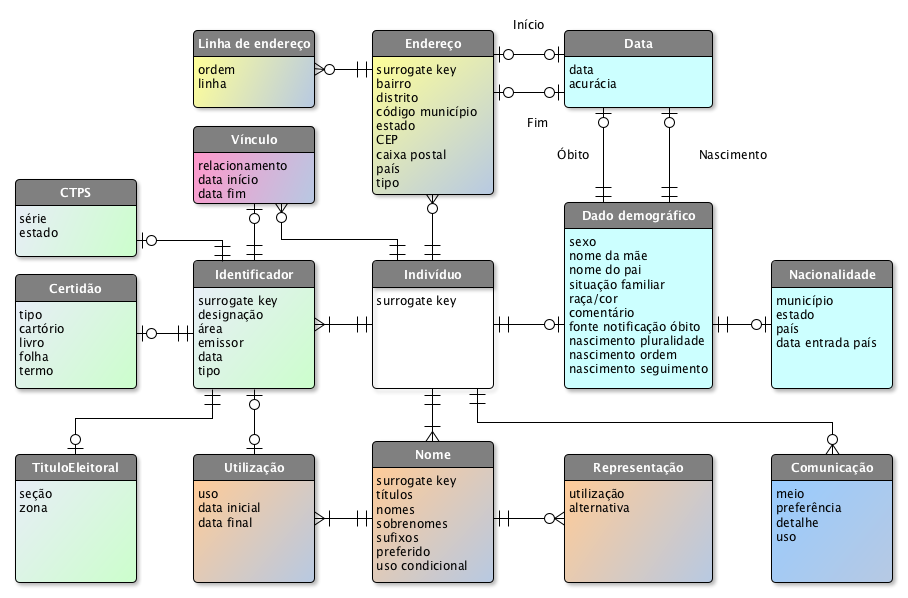 Início
Linha de endereço
ordem
linha
Endereço
surrogate key
bairro
distrito
código município
estado
CEP
caixa postal
país
tipo
Data
data
acurácia
Fim
Óbito
Nascimento
Vínculo
relacionamento
data início
data fim
CTPS
série
estado
Certidão
tipo
cartório
livro
folha
termo
Identificador
surrogate key
designação
área
emissor
data
tipo
Indivíduo
surrogate key
Dado demográfico
sexo
nome da mãe
nome do pai
situação familiar
raça/cor
comentário
fonte notificação óbito
nascimento pluralidade
nascimento ordem
nascimento seguimento
Nacionalidade
município
estado
país
data entrada país
TituloEleitoral
seção
zona
Utilização
uso
data inicial
data final
Nome
surrogate key
títulos
nomes
sobrenomes
sufixos
preferido
uso condicional
Representação
utilização
alternativa
Comunicação
meio
preferência
detalhe
uso